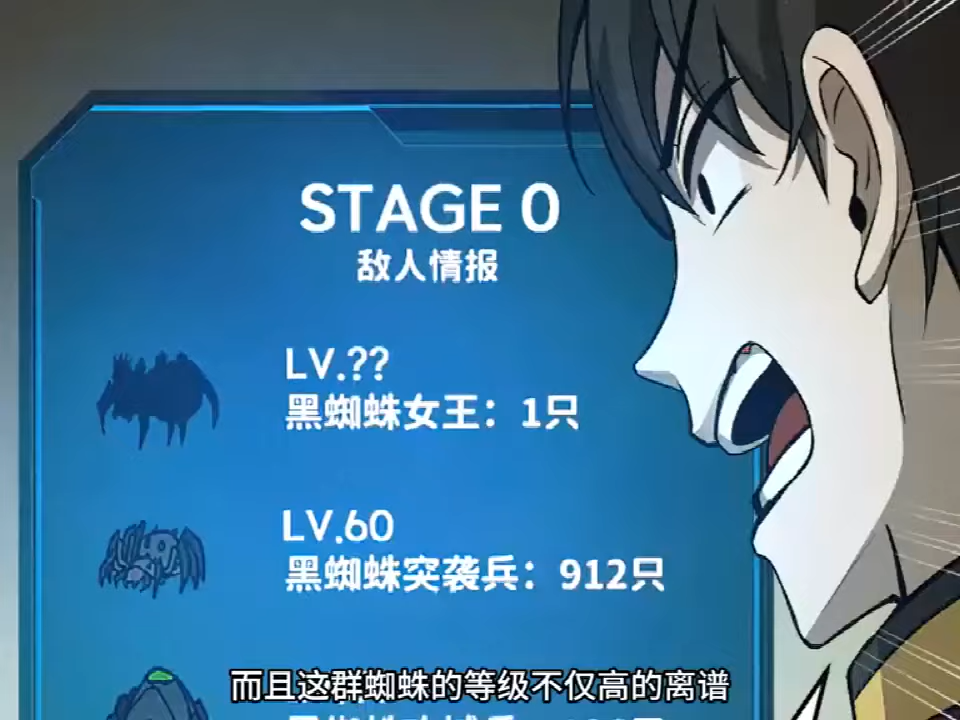 STAGE 0
敌人情报
LV.??
黑蜘蛛女王：1只
LV.60
黑蜘蛛突袭兵：912只
而且这群蜘蛛的等级不仅高的离谱